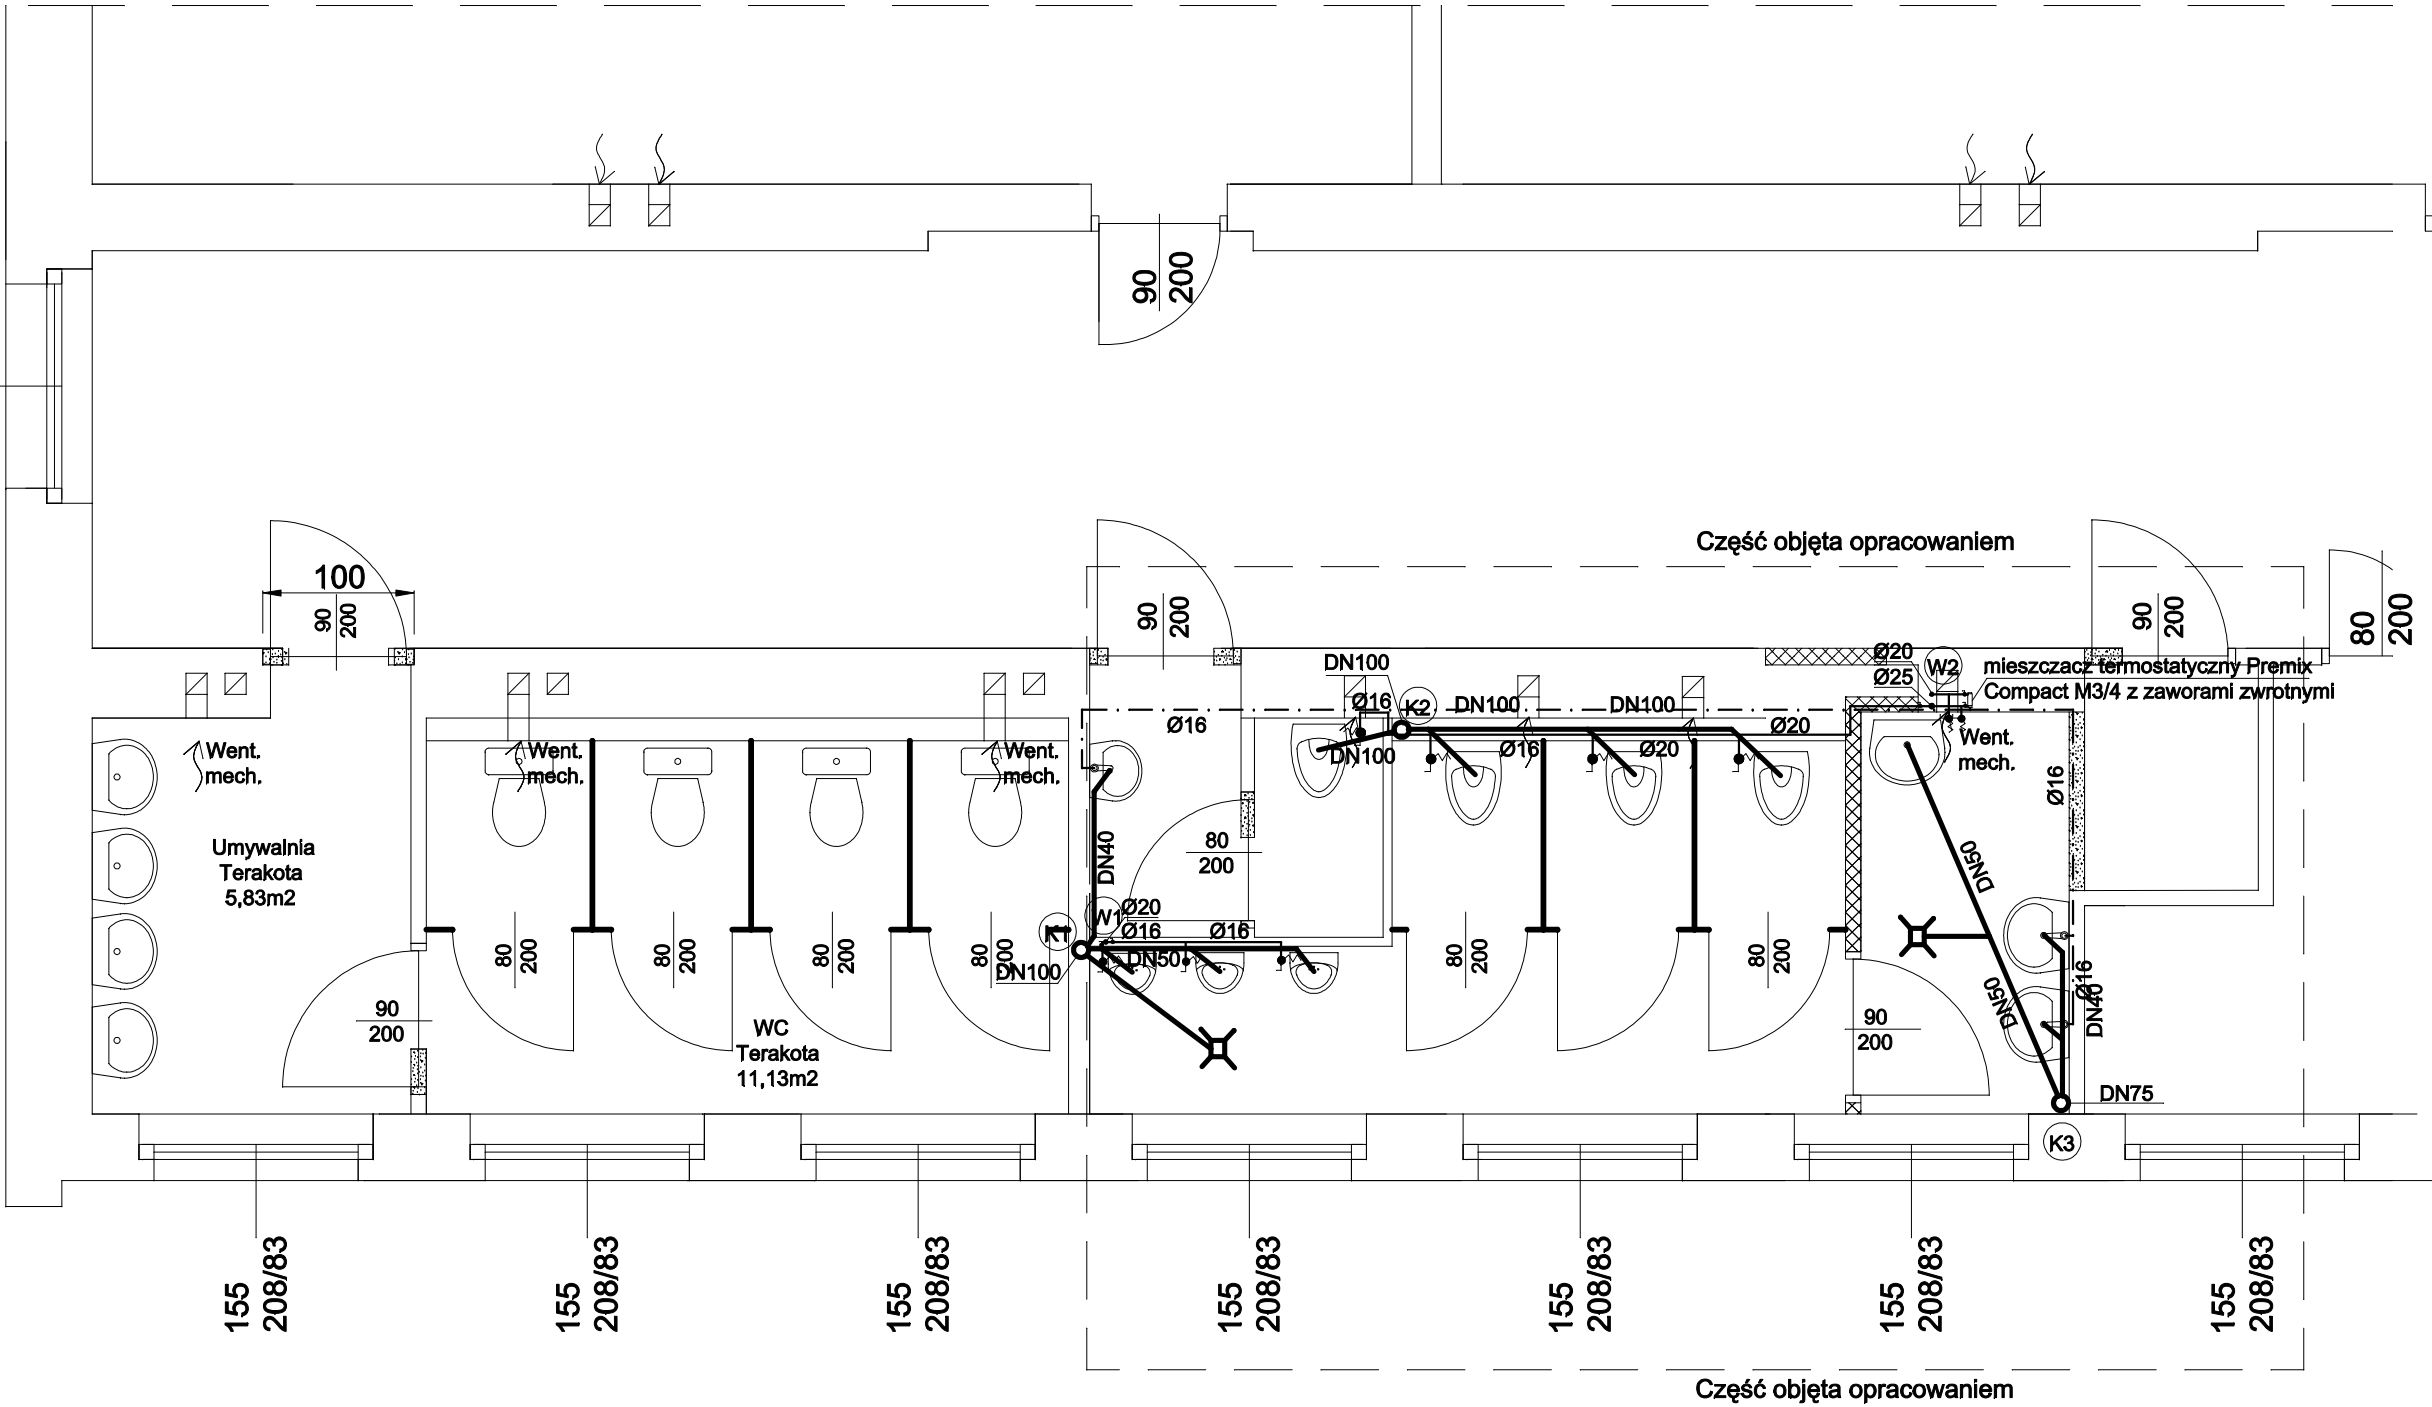 90
200
Część objęta opracowaniem
100
90
200
90
200
90
200
80
200
DN100
Ø20
W2
mieszczacz termostatyczny Premix
Ø25
Compact M3/4 z zaworami zwrotnymi
Ø16
K2
DN100
DN100
Ø16
Ø20
DN100
Ø16
Ø20
Went.
mech.
Went.
mech.
Went.
mech.
Went.
mech.
Ø16
Umywalnia
Terakota
5,83m2
80
200
DN40
DN50
W1
Ø20
Ø16
Ø16
K1
DN50
DN100
80
200
80
200
80
200
80
200
80
200
80
200
80
200
Ø16
DN40
DN50
90
200
90
200
WC
Terakota
11,13m2
DN75
K3
155
208/83
155
208/83
155
208/83
155
208/83
155
208/83
155
208/83
155
208/83
Część objęta opracowaniem